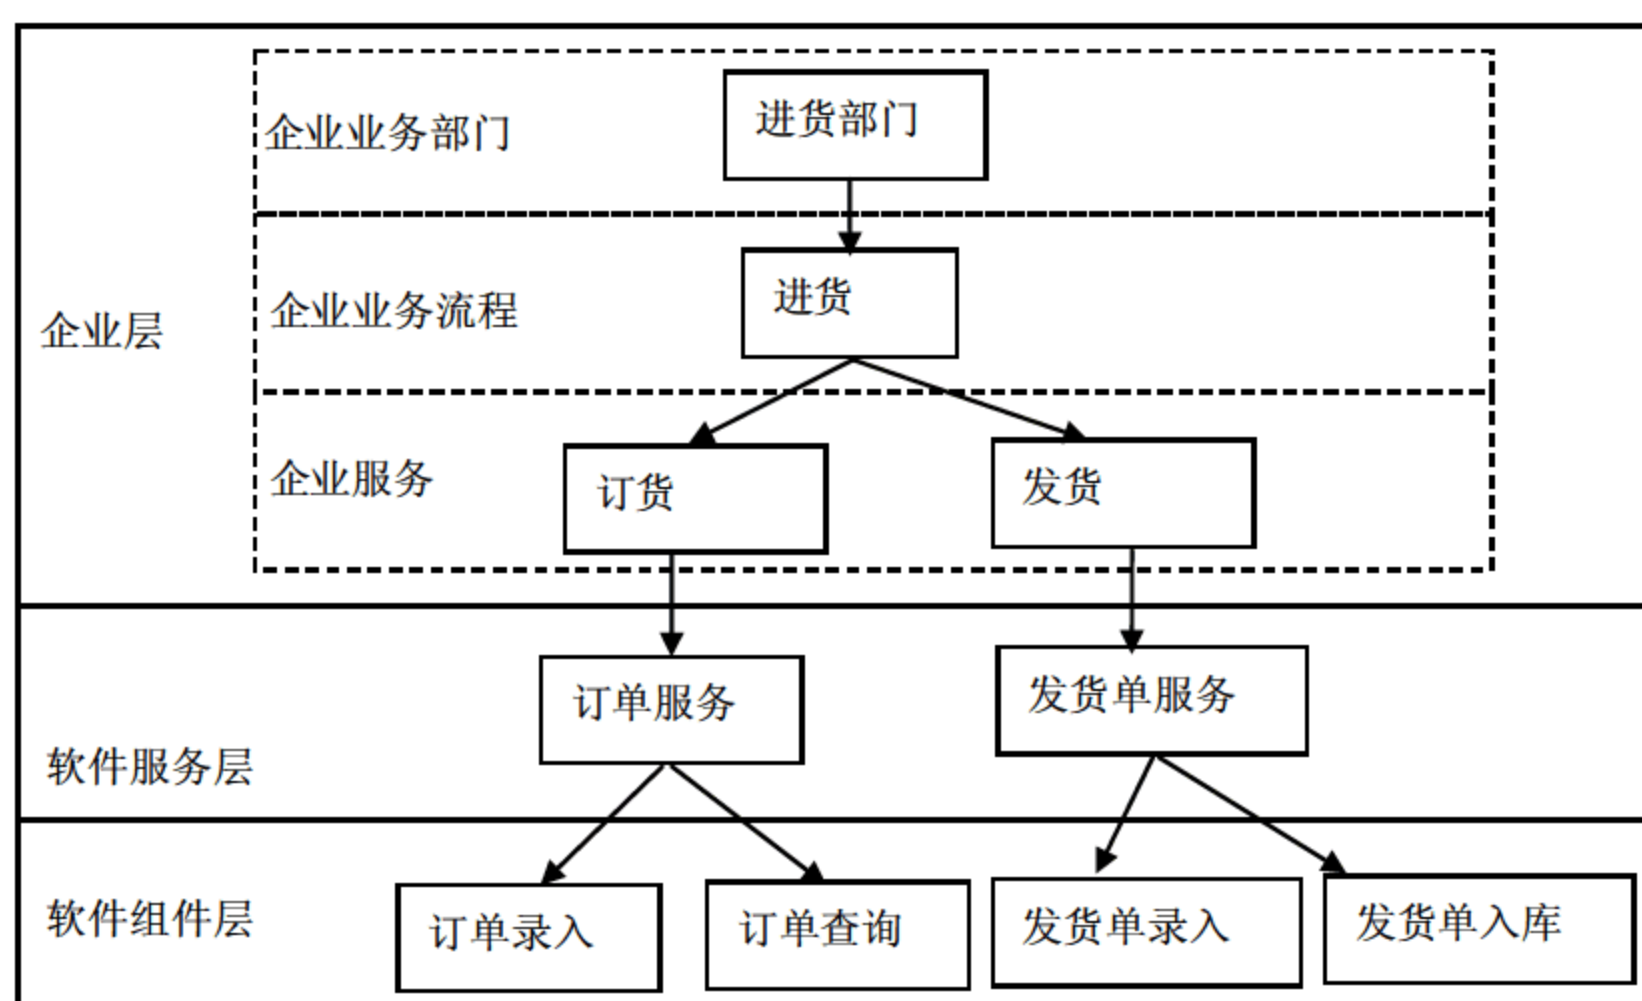 进货部门
企业业务部门
进货
企业业务流程
企业层
企业服务
订货
发货
订单服务
发货单服务
软件服务层
软件组件层
订单录入
订单查询
发货单录入
发货单入库